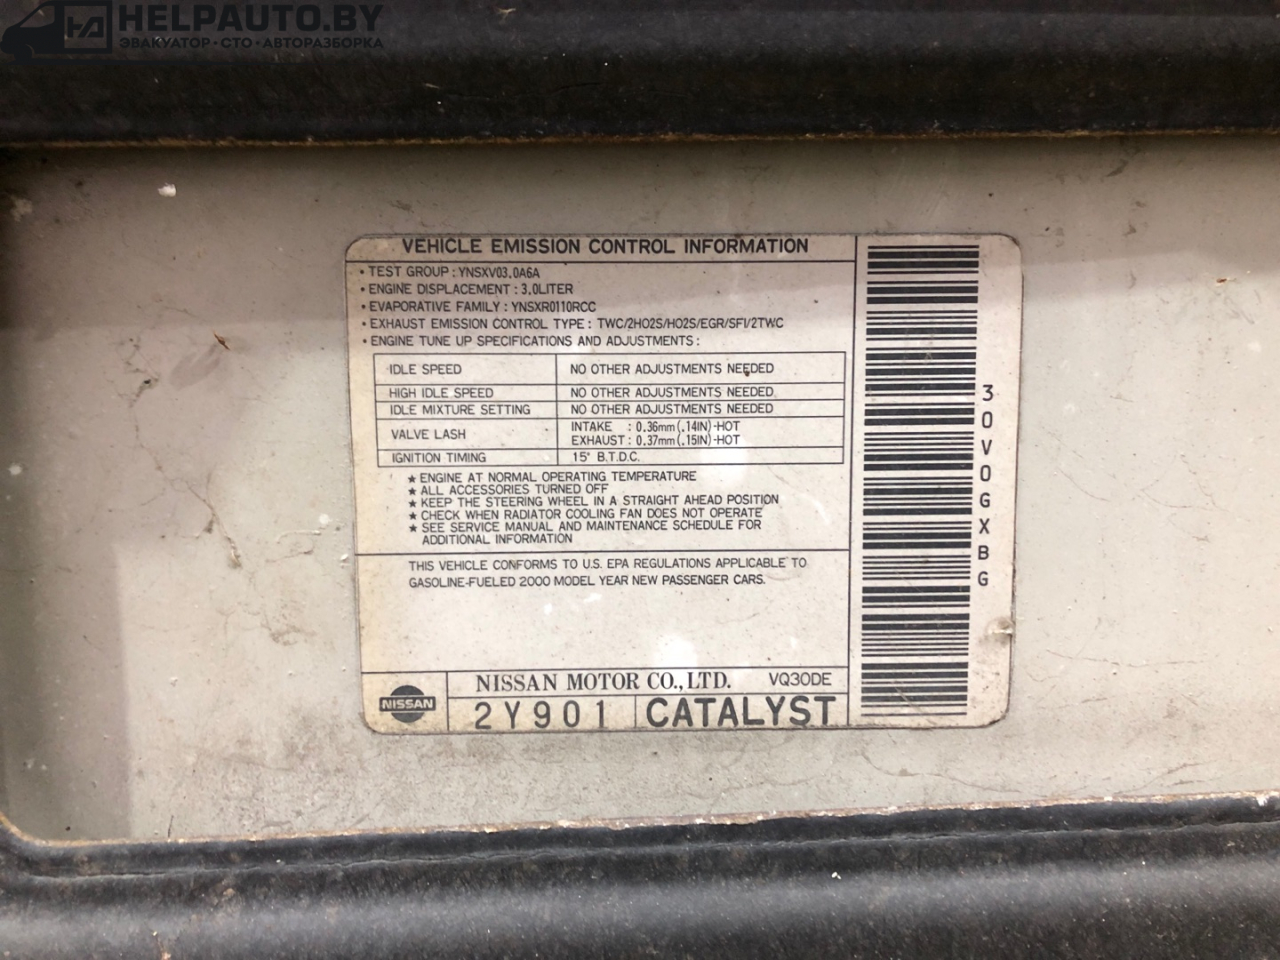 HELPAUTO.BY
ЭВАКУАТОР·СТО·АВТОРАЗБОРКА
VEHICLE EMISSION CONTROL INFORMATION
• TEST GROUP : YNSXV03.0A6A
• ENGINE DISPLACEMENT : 3.0LITER
• EVAPORATIVE FAMILY : YNSXR0110RCC
• EXHAUST EMISSION CONTROL TYPE : TWC/2HO2S/HO2S/EGR/SFI/2TWC
• ENGINE TUNE UP SPECIFICATIONS AND ADJUSTMENTS :
IDLE SPEED NO OTHER ADJUSTMENTS NEEDED
HIGH IDLE SPEED NO OTHER ADJUSTMENTS NEEDED
IDLE MIXTURE SETTING NO OTHER ADJUSTMENTS NEEDED
VALVE LASH INTAKE : 0.36mm(.14IN)-HOT
EXHAUST : 0.37mm(.15IN)-HOT
IGNITION TIMING 15° B.T.D.C.
★ ENGINE AT NORMAL OPERATING TEMPERATURE
★ ALL ACCESSORIES TURNED OFF
★ KEEP THE STEERING WHEEL IN A STRAIGHT AHEAD POSITION
★ CHECK WHEN RADIATOR COOLING FAN DOES NOT OPERATE
★ SEE SERVICE MANUAL AND MAINTENANCE SCHEDULE FOR
ADDITIONAL INFORMATION
THIS VEHICLE CONFORMS TO U.S. EPA REGULATIONS APPLICABLE TO
GASOLINE-FUELED 2000 MODEL YEAR NEW PASSENGER CARS.
NISSAN
NISSAN MOTOR CO.,LTD. VQ30DE
2Y901 CATALYST
30V0GXBG